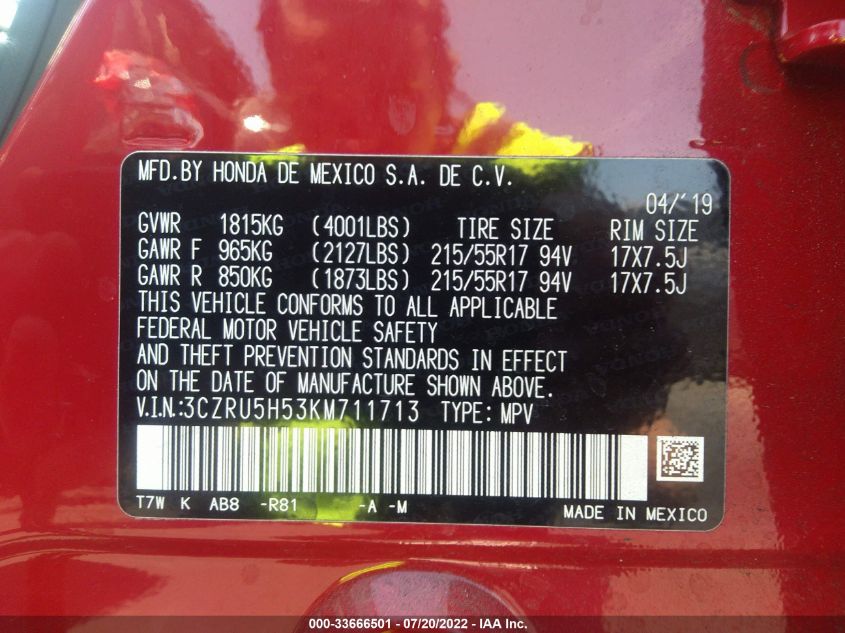 MFD.BY HONDA DE MEXICO S.A. DE C.V.
04/'19
GVWR 1815KG (4001LBS) TIRE SIZE RIM SIZE
GAWR F 965KG (2127LBS) 215/55R17 94V 17X7.5J
GAWR R 850KG (1873LBS) 215/55R17 94V 17X7.5J
THIS VEHICLE CONFORMS TO ALL APPLICABLE
FEDERAL MOTOR VEHICLE SAFETY
AND THEFT PREVENTION STANDARDS IN EFFECT
ON THE DATE OF MANUFACTURE SHOWN ABOVE.
V.I.N:3CZRU5H53KM711713 TYPE: MPV
T7W K AB8 -R81 -A -M
MADE IN MEXICO
000-33666501 - 07/20/2022 - IAA Inc.